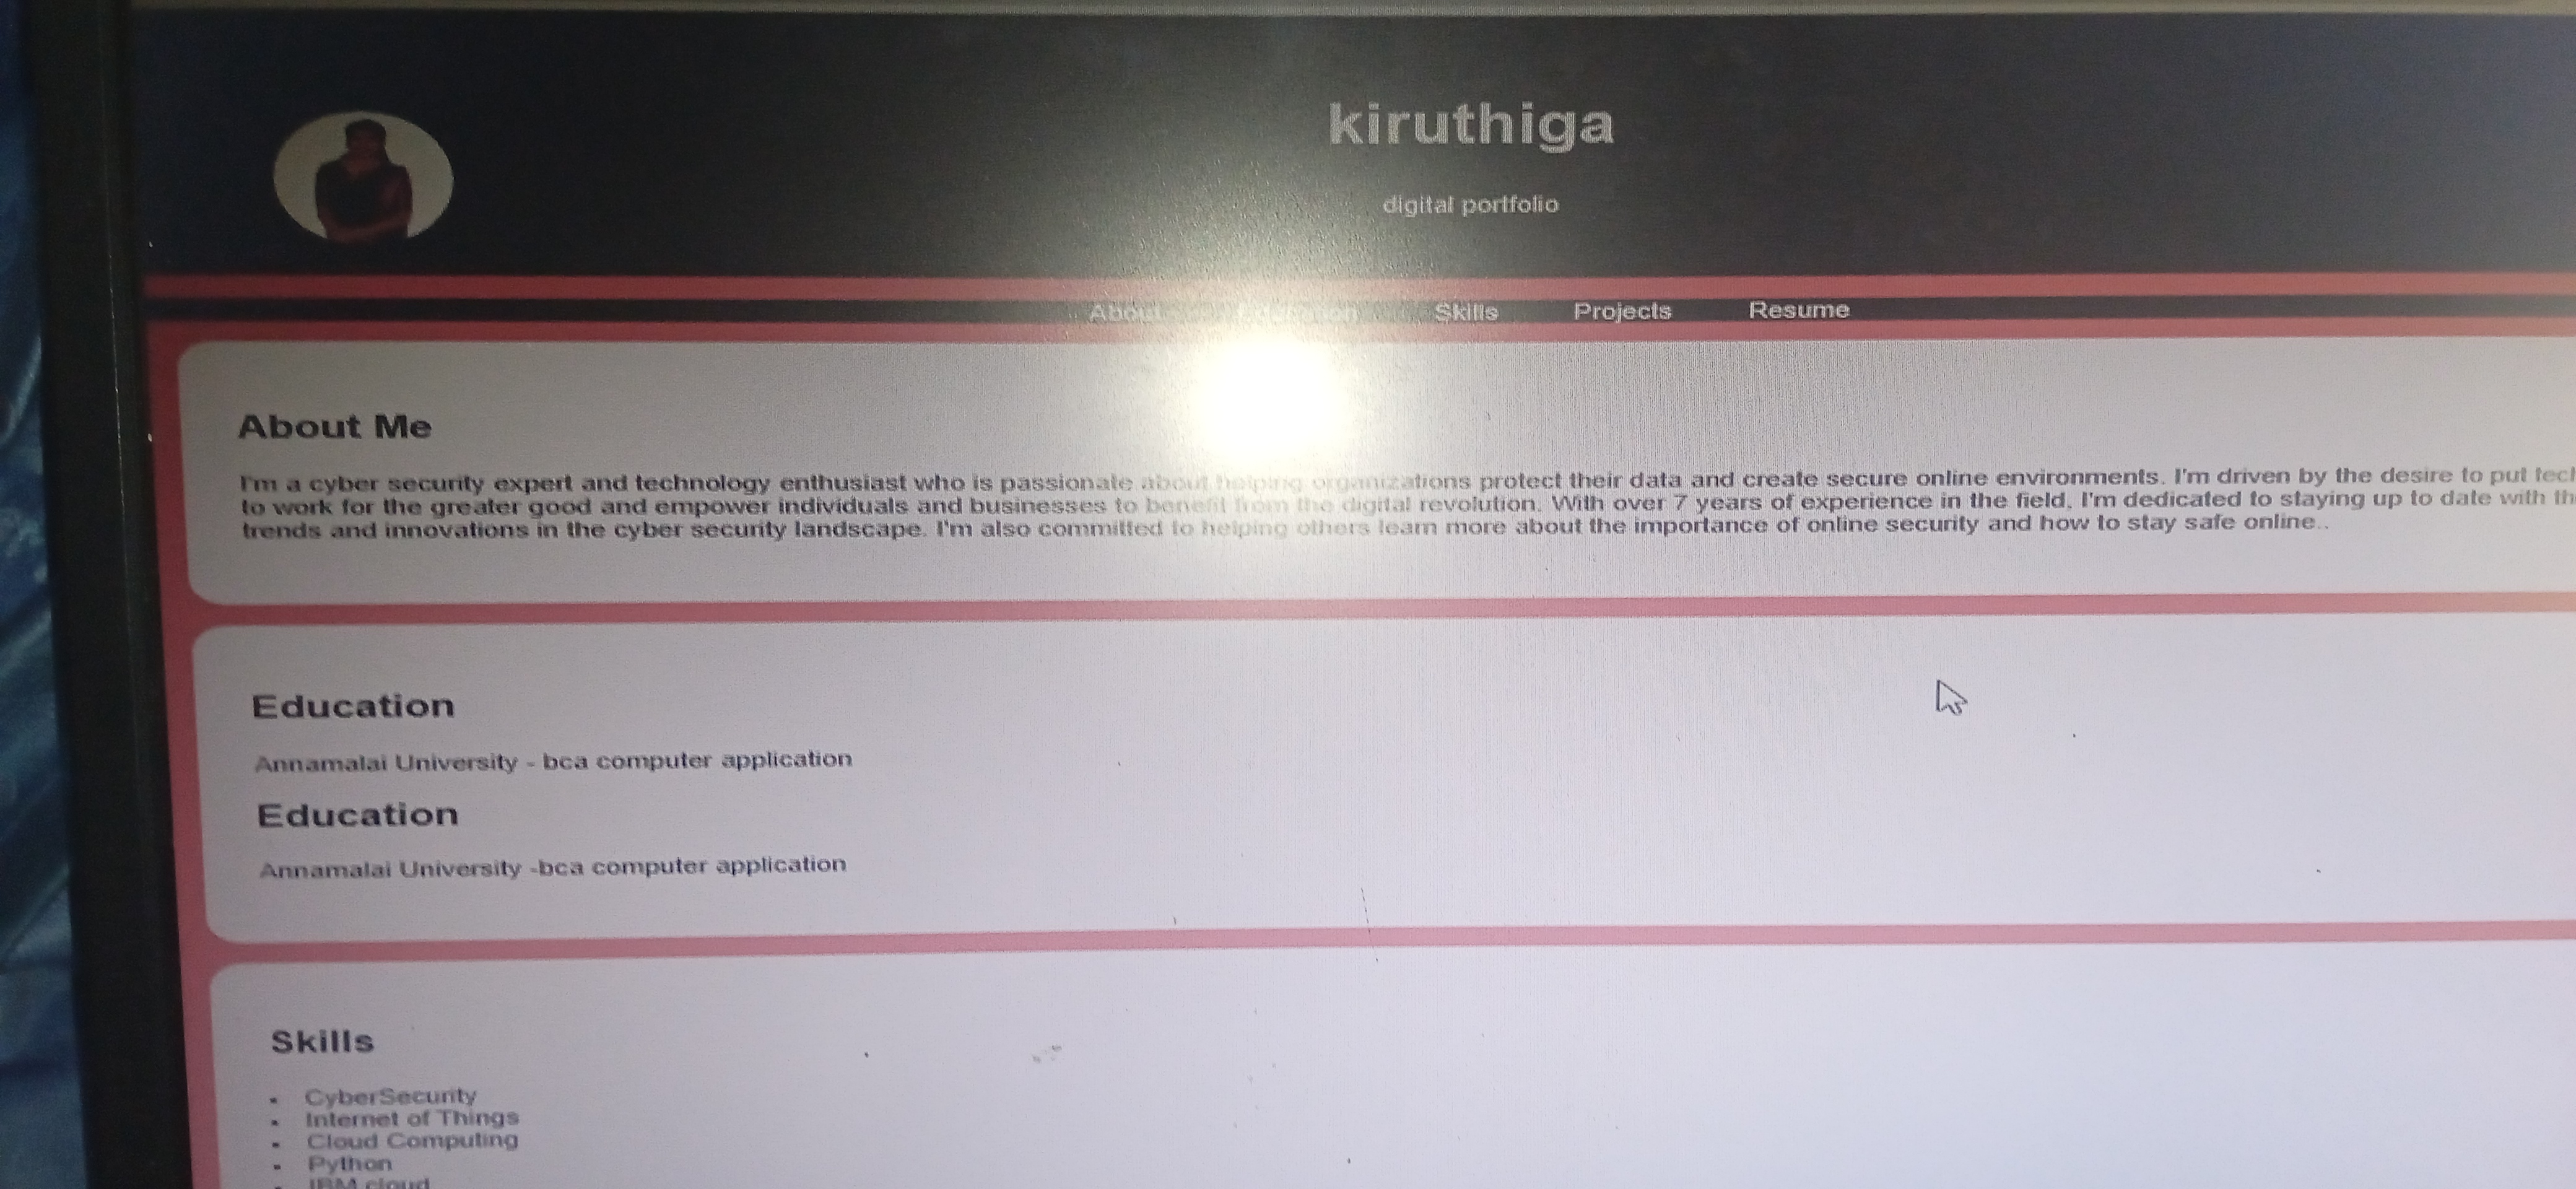 kiruthiga
digital portfolio
About Education Skills Projects Resume
About Me
I'm a cyber security expert and technology enthusiast who is passionate about helping organizations protect their data and create secure online environments. I'm driven by the desire to put
to work for the greater good and empower individuals and businesses to benefit from the digital revolution. With over 7 years of experience in the field, I'm dedicated to staying up to date with
trends and innovations in the cyber security landscape. I'm also committed to helping others learn more about the importance of online security and how to stay safe online..
Education
Annamalai University - bca computer application
Education
Annamalai University -bca computer application
Skills
CyberSecurity
Internet of Things
Cloud Computing
Python
IBM cloud